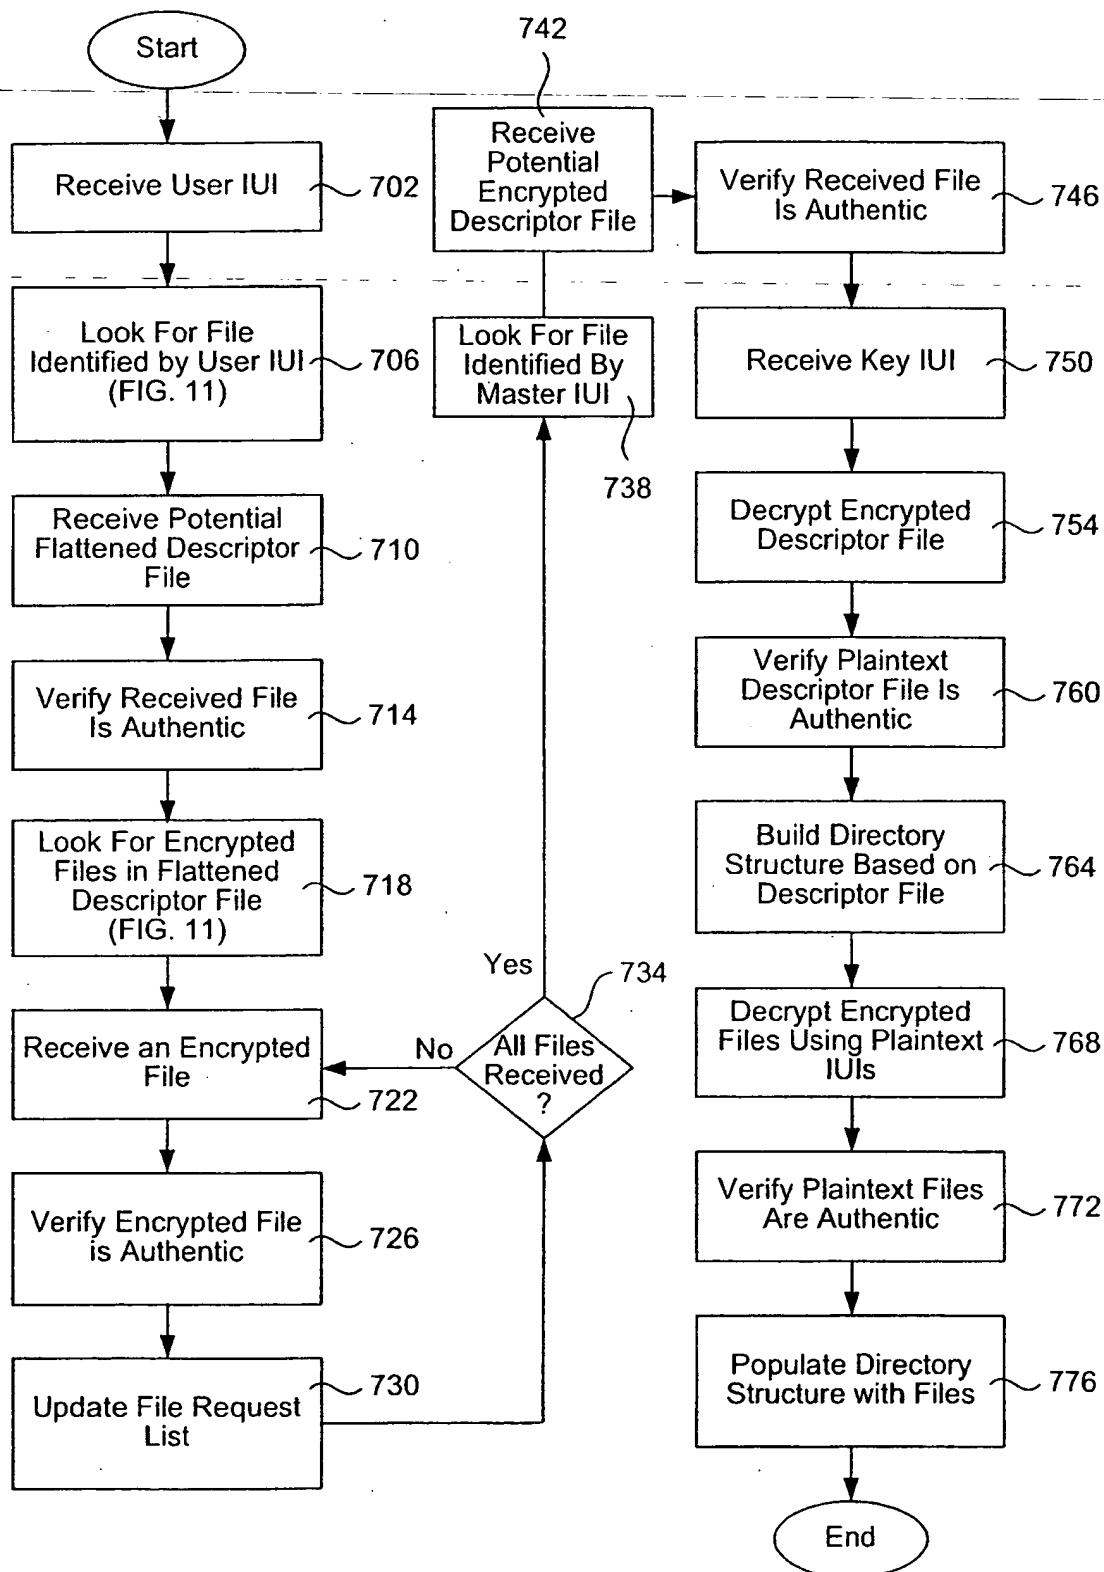 Start
Receive User IUI
702
Look For File
Identified by User IUI
(FIG. 11)
706
Receive Potential
Flattened Descriptor
File
710
Verify Received File
Is Authentic
714
Look For Encrypted
Files in Flattened
Descriptor File
(FIG. 11)
718
Receive an Encrypted
File
722
Verify Encrypted File
is Authentic
726
Update File Request
List
730
All Files
Received
?
734
No
Yes
Look For File
Identified By
Master IUI
738
742
Receive
Potential
Encrypted
Descriptor File
Verify Received File
Is Authentic
746
Receive Key IUI
750
Decrypt Encrypted
Descriptor File
754
Verify Plaintext
Descriptor File Is
Authentic
760
Build Directory
Structure Based on
Descriptor File
764
Decrypt Encrypted
Files Using Plaintext
IUIs
768
Verify Plaintext Files
Are Authentic
772
Populate Directory
Structure with Files
776
End